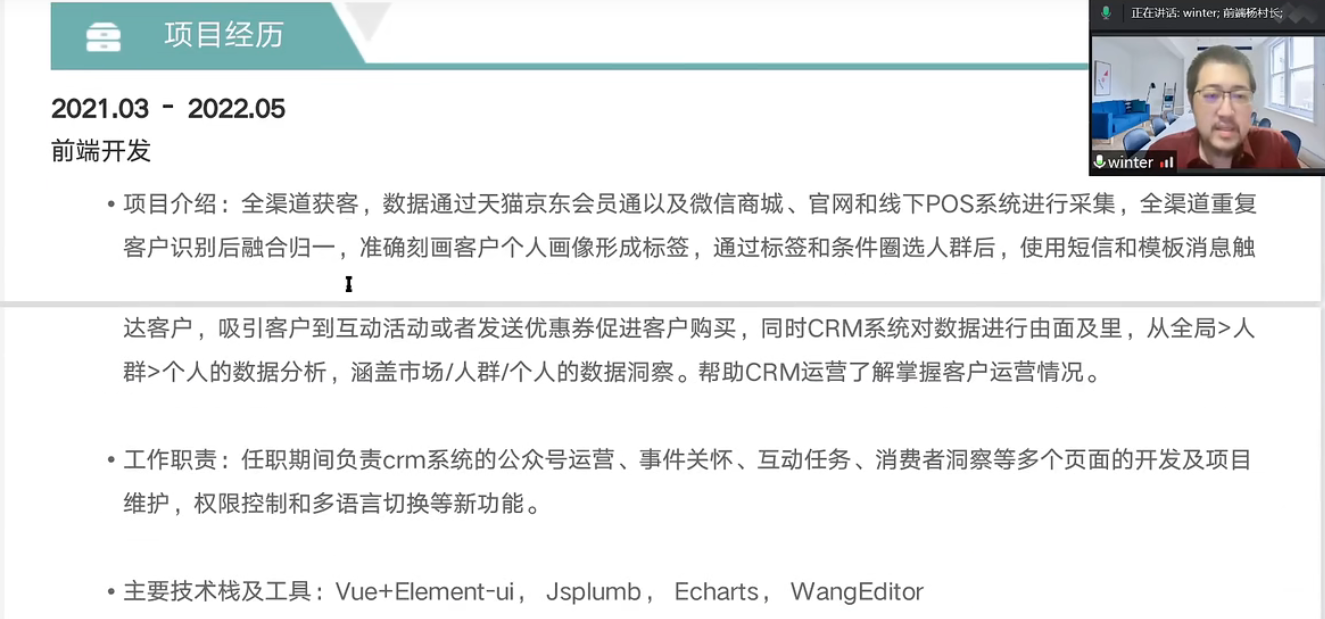 项目经历
正在讲话: winter; 前端杨村长;
winter
2021.03 - 2022.05
前端开发
• 项目介绍：全渠道获客，数据通过天猫京东会员通以及微信商城、官网和线下POS系统进行采集，全渠道重复
客户识别后融合归一，准确刻画客户个人画像形成标签，通过标签和条件圈选人群后，使用短信和模板消息触
达客户，吸引客户到互动活动或者发送优惠券促进客户购买，同时CRM系统对数据进行由面及里，从全局>人
群>个人的数据分析，涵盖市场/人群/个人的数据洞察。帮助CRM运营了解掌握客户运营情况。
• 工作职责：任职期间负责crm系统的公众号运营、事件关怀、互动任务、消费者洞察等多个页面的开发及项目
维护，权限控制和多语言切换等新功能。
• 主要技术栈及工具：Vue+Element-ui， Jsplumb， Echarts， WangEditor